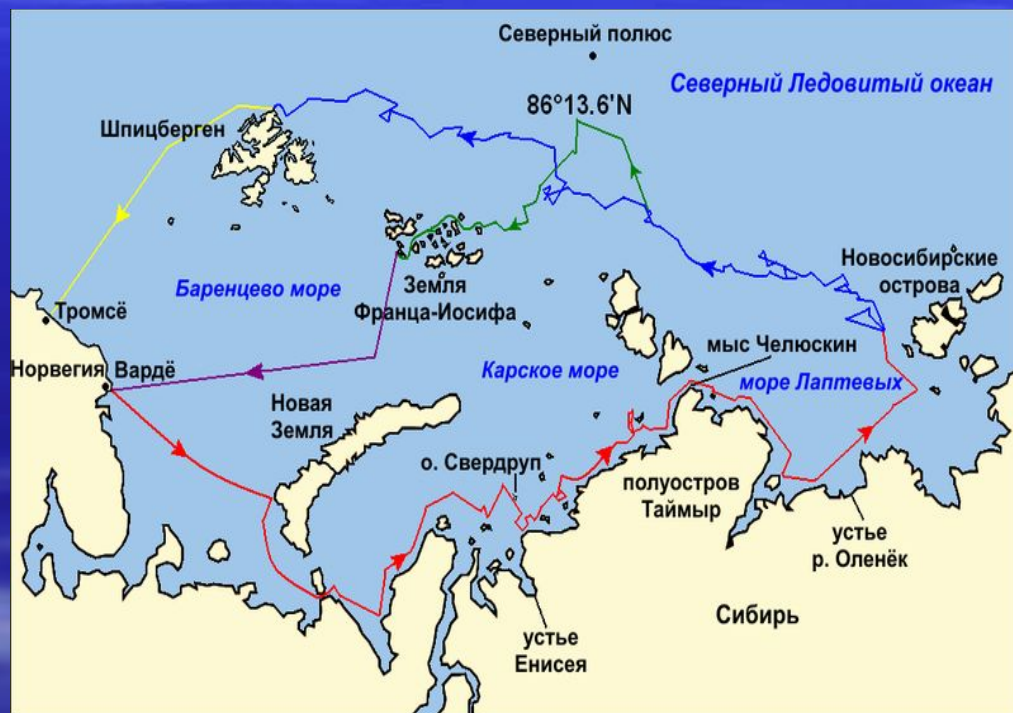 Северный полюс
Северный Ледовитый океан
86°13.6'N
Шпицберген
Новосибирские
острова
Баренцево море
Земля
Франца-Иосифа
Тромсё
мыс Челюскин
Норвегия
Вардё
Карское море
море Лаптевых
Новая
Земля
о. Свердруп
полуостров
Таймыр
устье
р. Оленёк
Сибирь
устье
Енисея